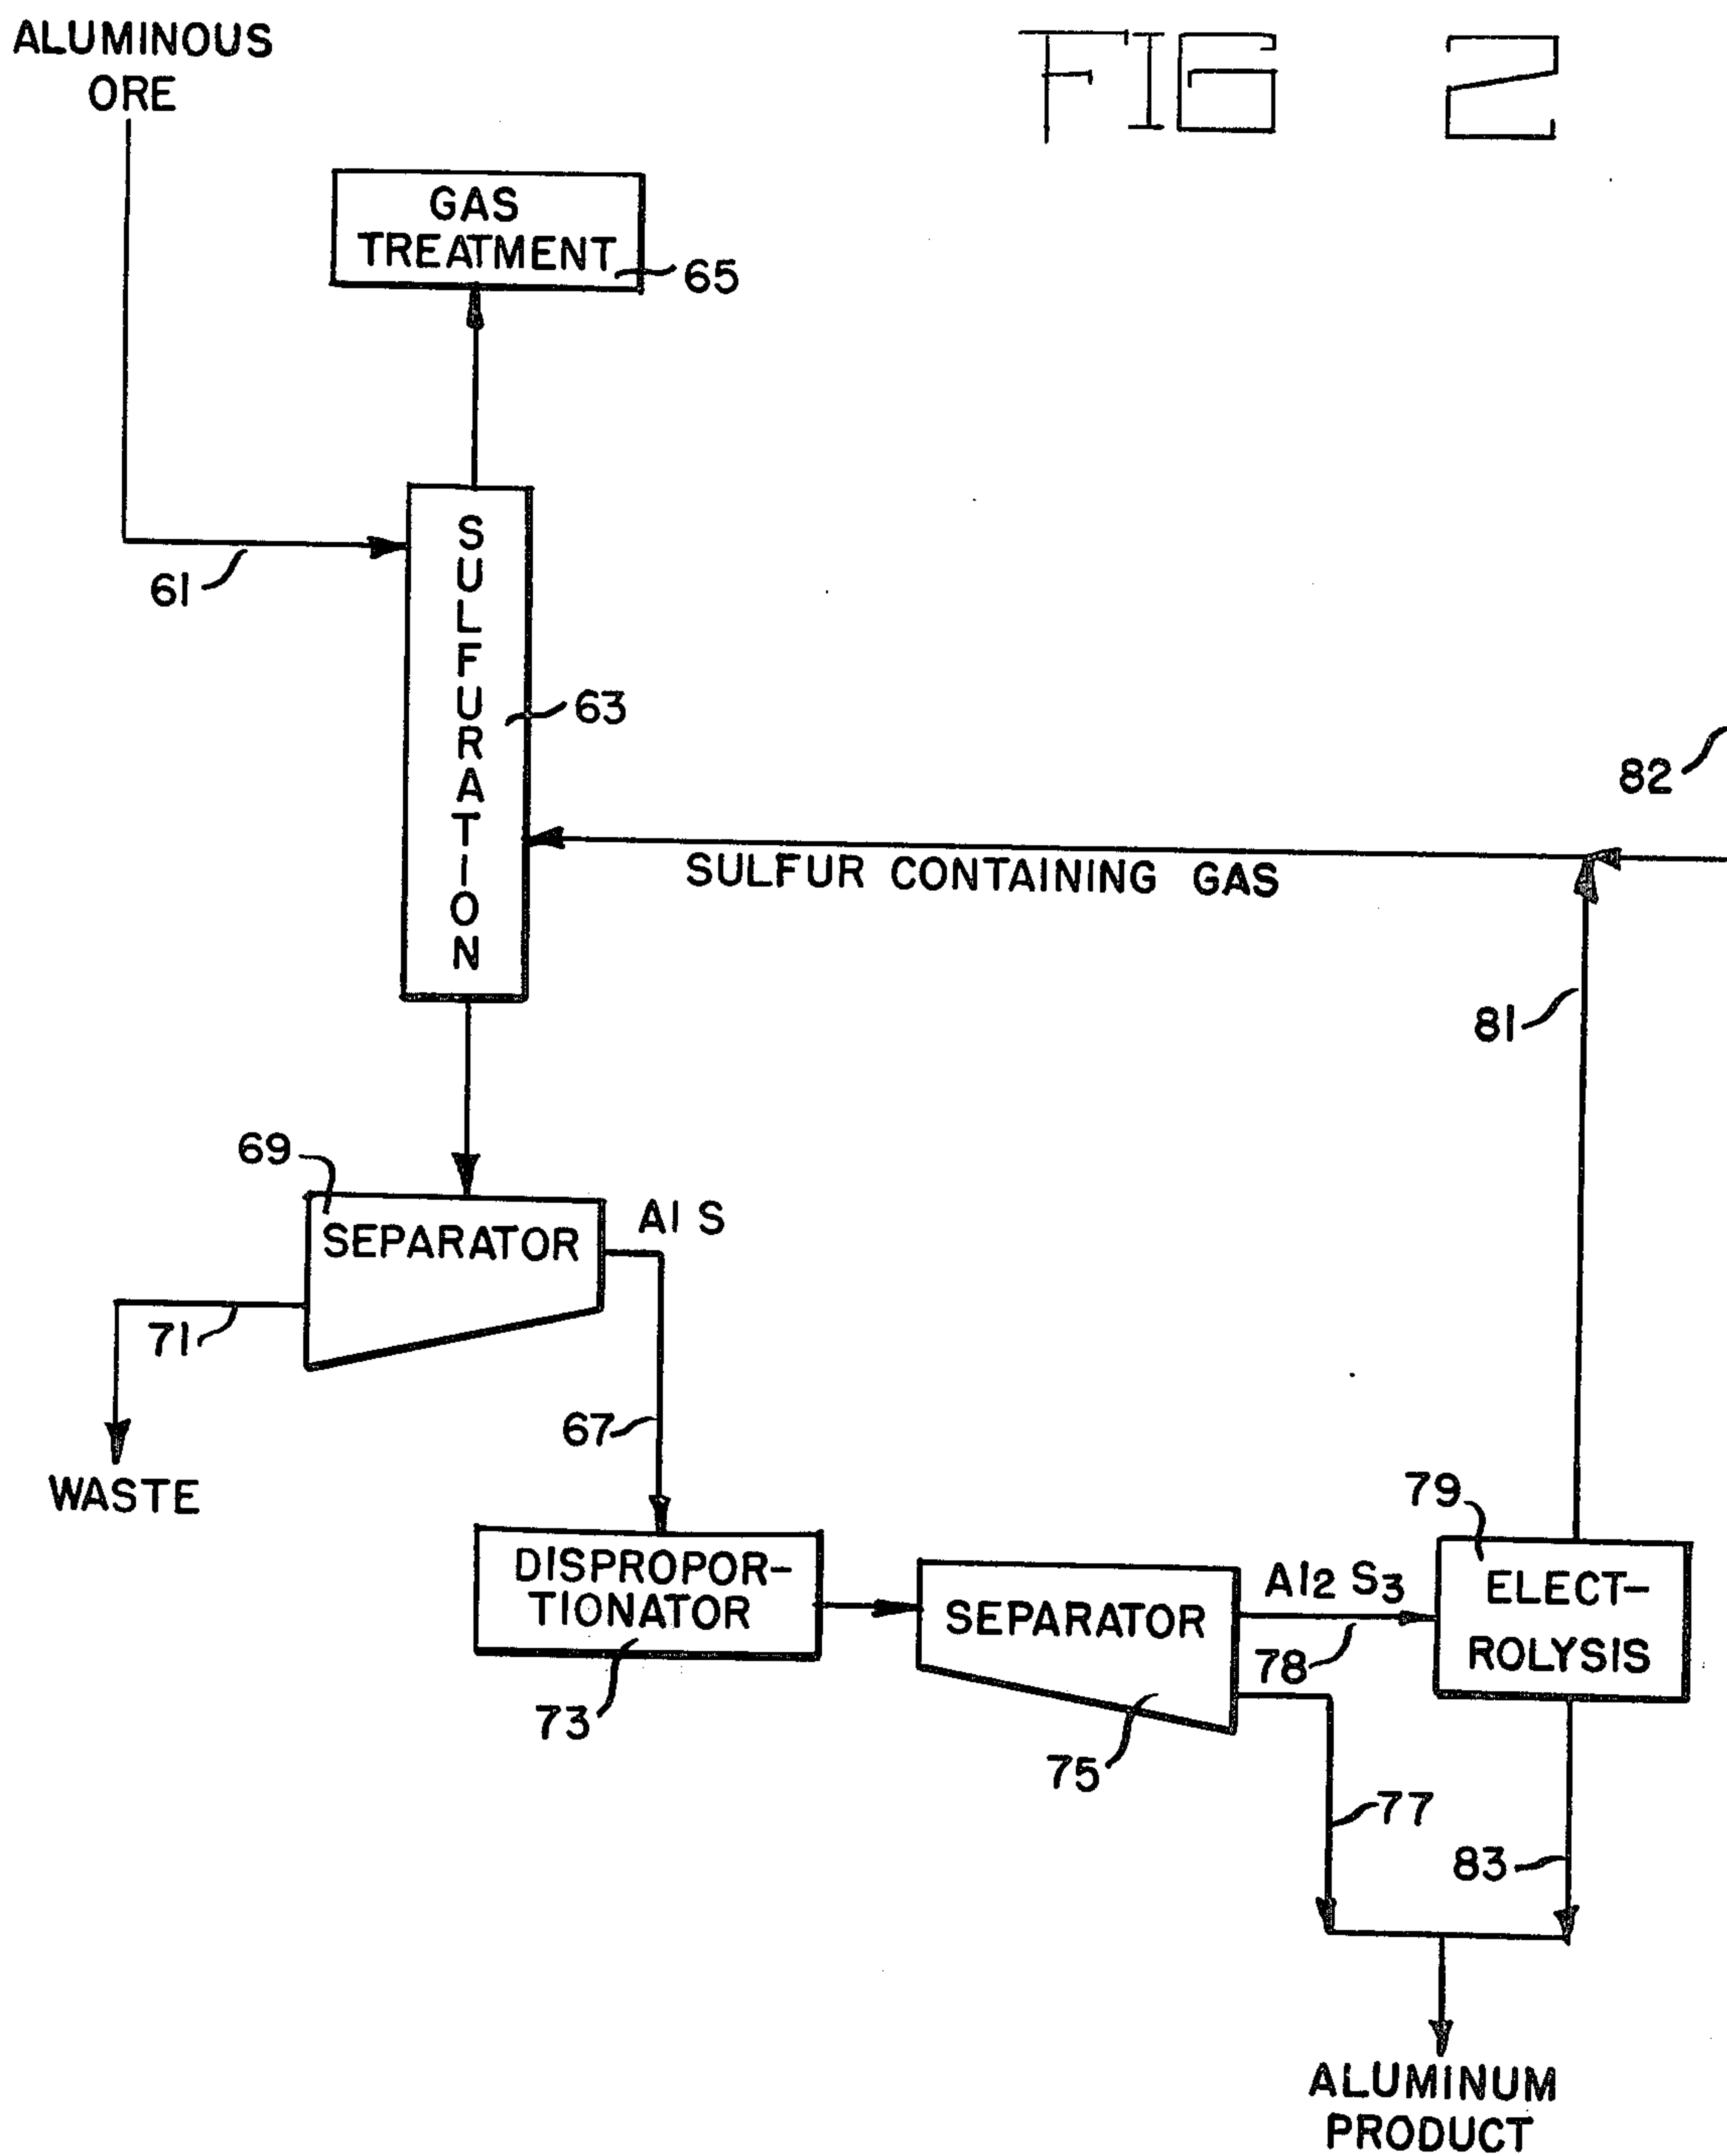 ALUMINOUS
ORE
FIG 2
GAS
TREATMENT
65
61
SULFURATION
63
82
SULFUR CONTAINING GAS
81
69
SEPARATOR
Al S
71
67
WASTE
79
DISPROPOR-
TIONATOR
SEPARATOR
Al2 S3
ELECT-
ROLYSIS
78
73
75
77
83
ALUMINUM
PRODUCT